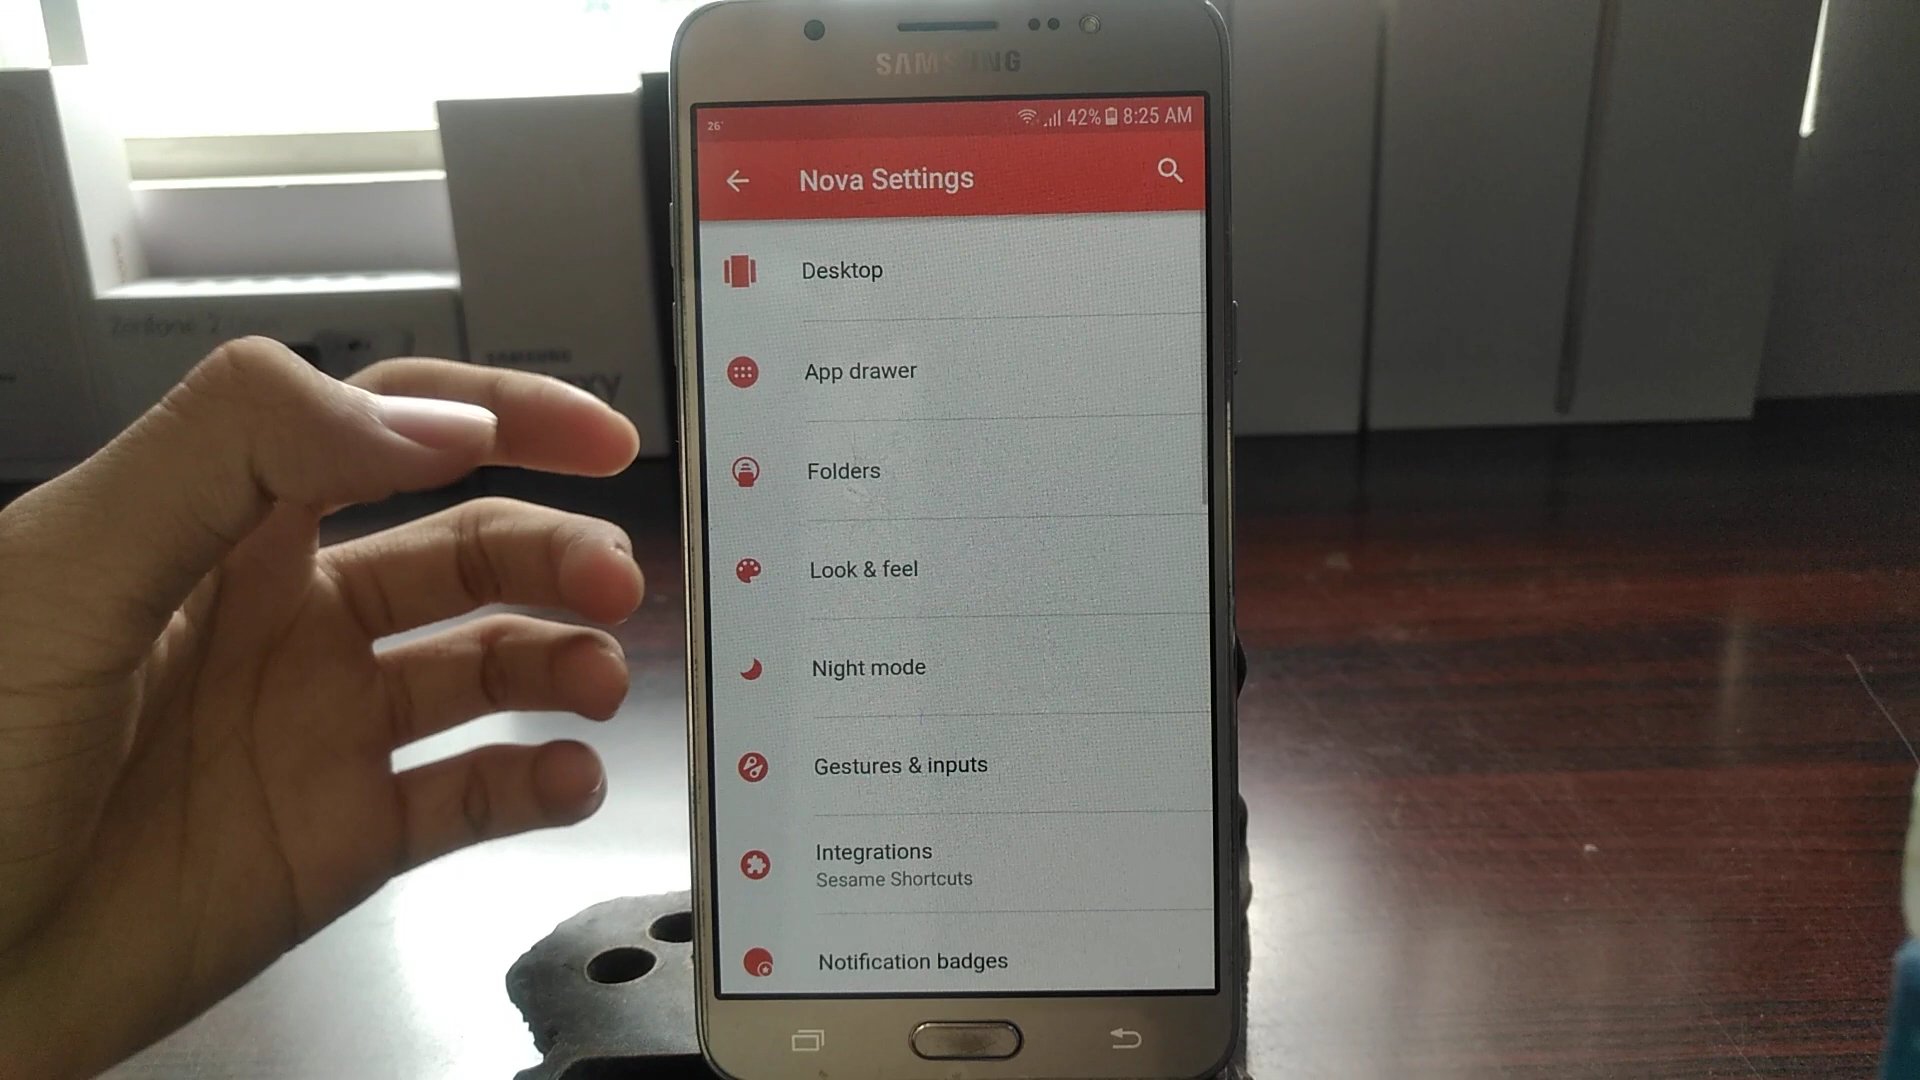 SAMSUNG
26°
42% 8:25 AM
Nova Settings
Desktop
App drawer
Folders
Look & feel
Night mode
Gestures & inputs
Integrations
Sesame Shortcuts
Notification badges
SAMSUNG